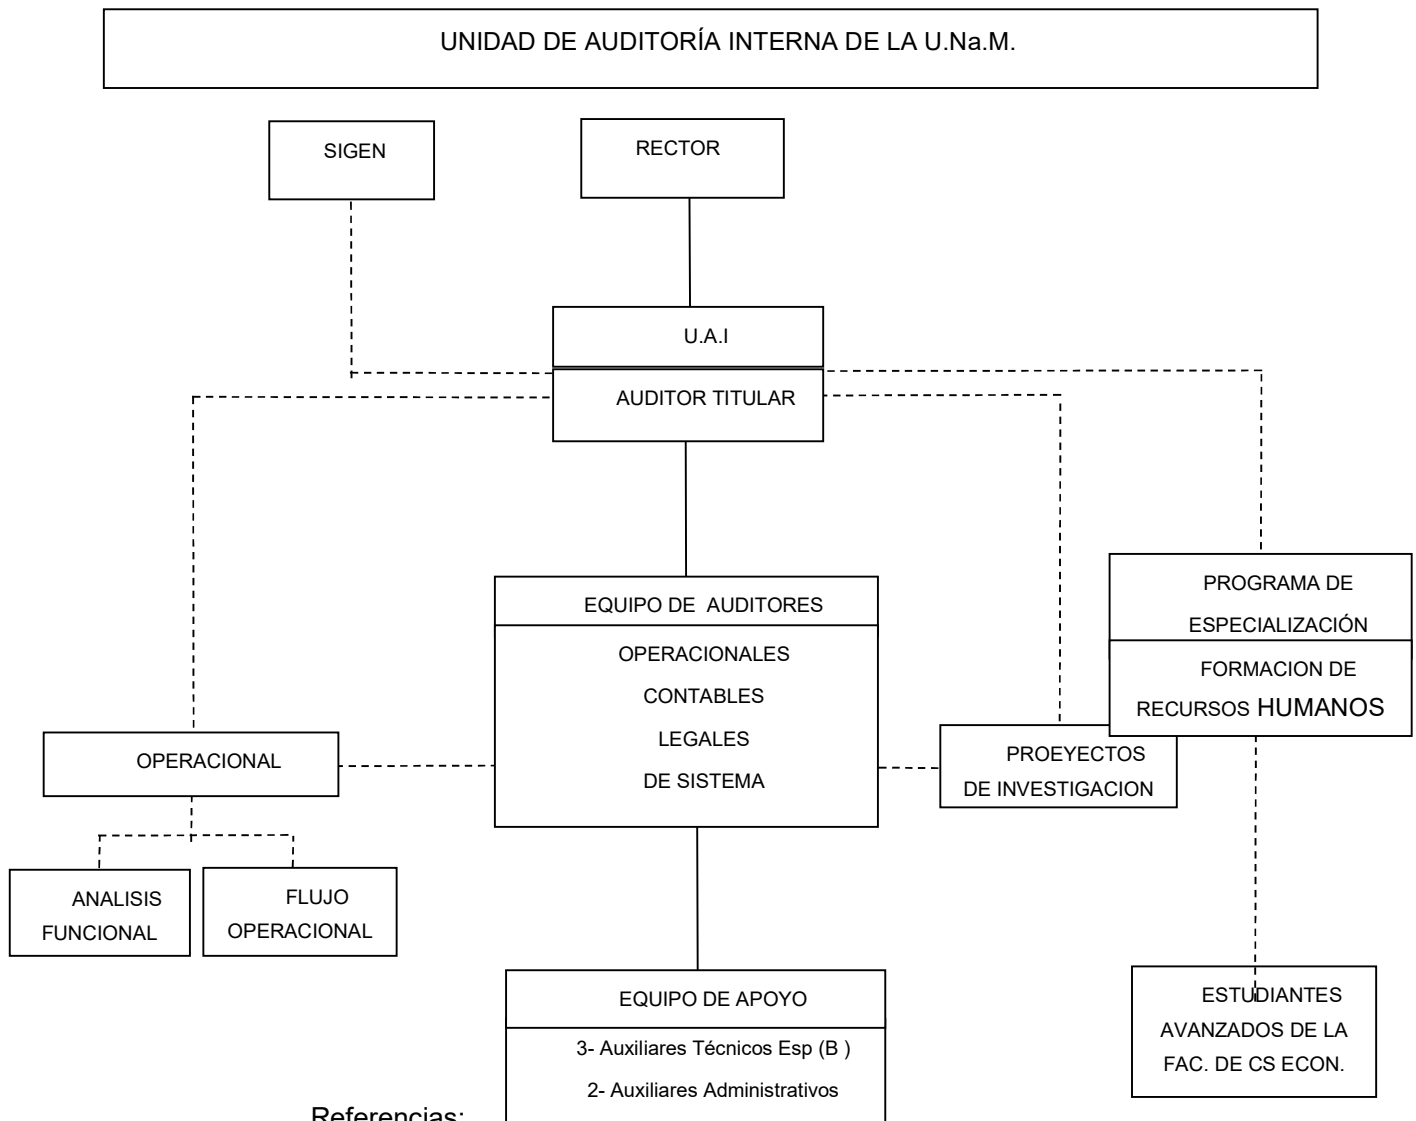 UNIDAD DE AUDITORÍA INTERNA DE LA U.Na.M.
SIGEN
RECTOR
U.A.I
AUDITOR TITULAR
EQUIPO DE AUDITORES
OPERACIONALES
CONTABLES
LEGALES
DE SISTEMA
PROGRAMA DE
ESPECIALIZACIÓN
FORMACION DE
RECURSOS HUMANOS
OPERACIONAL
PROEYECTOS
DE INVESTIGACION
ANALISIS
FUNCIONAL
FLUJO
OPERACIONAL
EQUIPO DE APOYO
3- Auxiliares Técnicos Esp (B )
2- Auxiliares Administrativos
ESTUDIANTES
AVANZADOS DE LA
FAC. DE CS ECON.
Referencias: